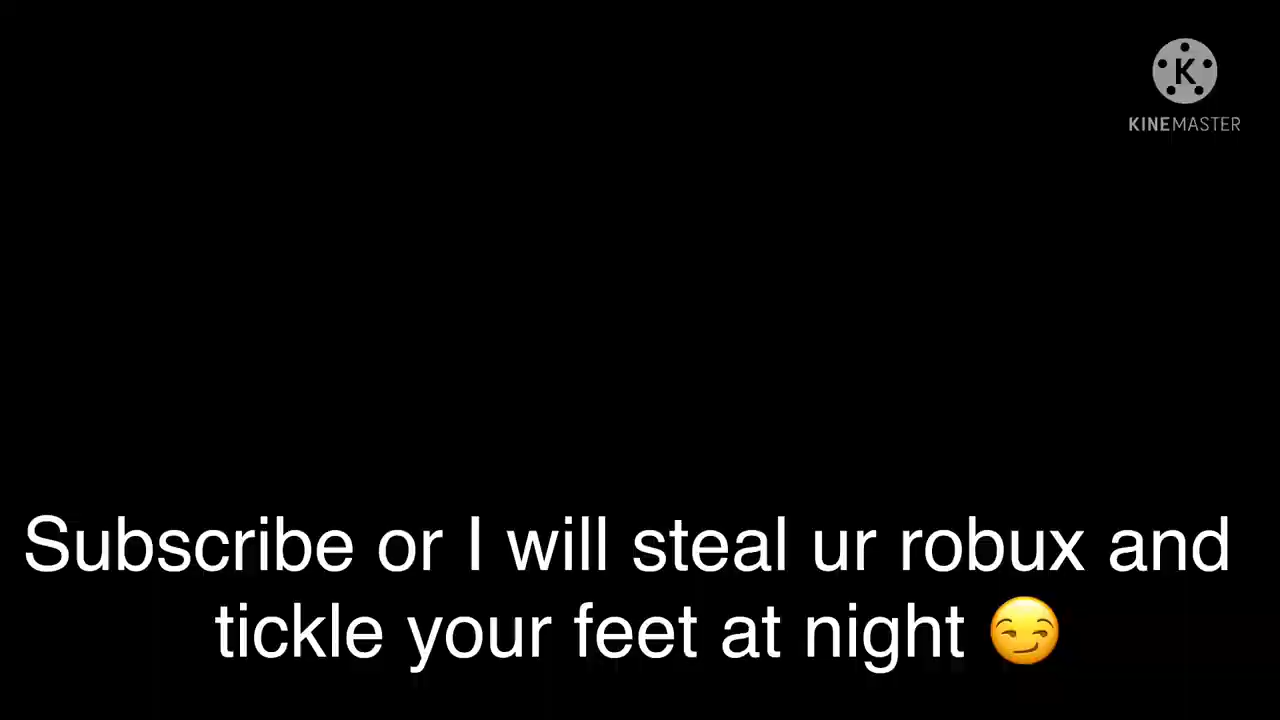 K
KINEMASTER
Subscribe or I will steal ur robux and
tickle your feet at night 😏